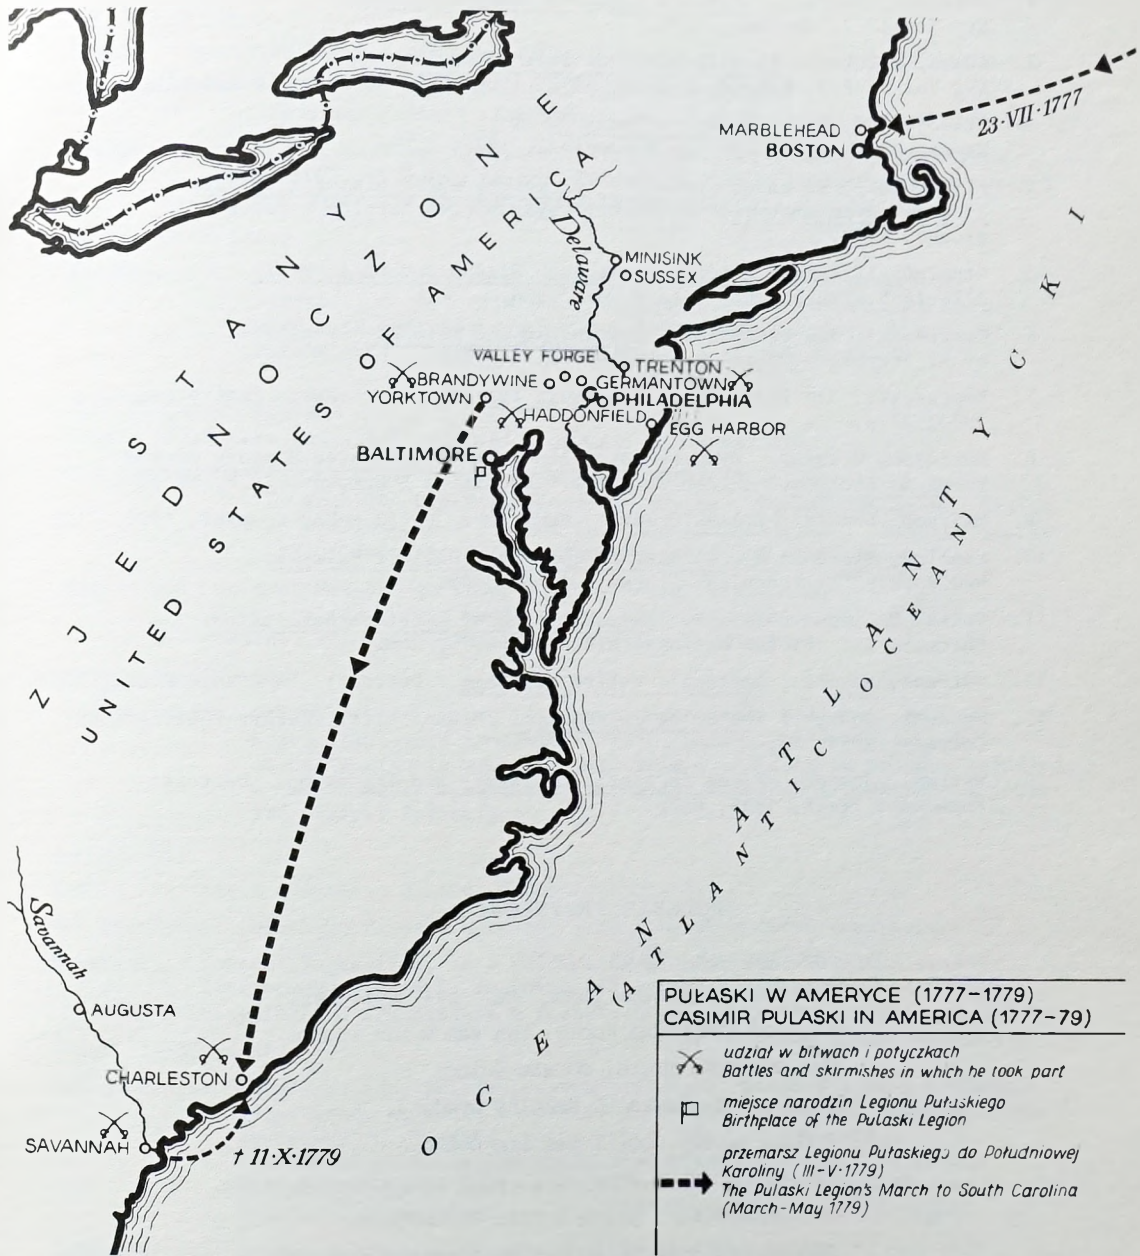 23·VII·1777
MARBLEHEAD
BOSTON
ZJEDNOCZONE
STANY
UNITED STATES OF AMERICA
Delaware
MINISINK
SUSSEX
VALLEY FORGE
TRENTON
BRANDYWINE
GERMANTOWN
YORKTOWN
PHILADELPHIA
HADDONFIELD
EGG HARBOR
BALTIMORE
OCEAN ATLANTYCKI
(ATLANTIC OCEAN)
Savannah
AUGUSTA
CHARLESTON
SAVANNAH
† 11·X·1779
PUŁASKI W AMERYCE (1777-1779)
CASIMIR PULASKI IN AMERICA (1777-79)
udział w bitwach i potyczkach
Battles and skirmishes in which he took part
miejsce narodzin Legionu Pułaskiego
Birthplace of the Pulaski Legion
przemarsz Legionu Pułaskiego do Południowej
Karoliny (III-V·1779)
The Pulaski Legion's March to South Carolina
(March-May 1779)